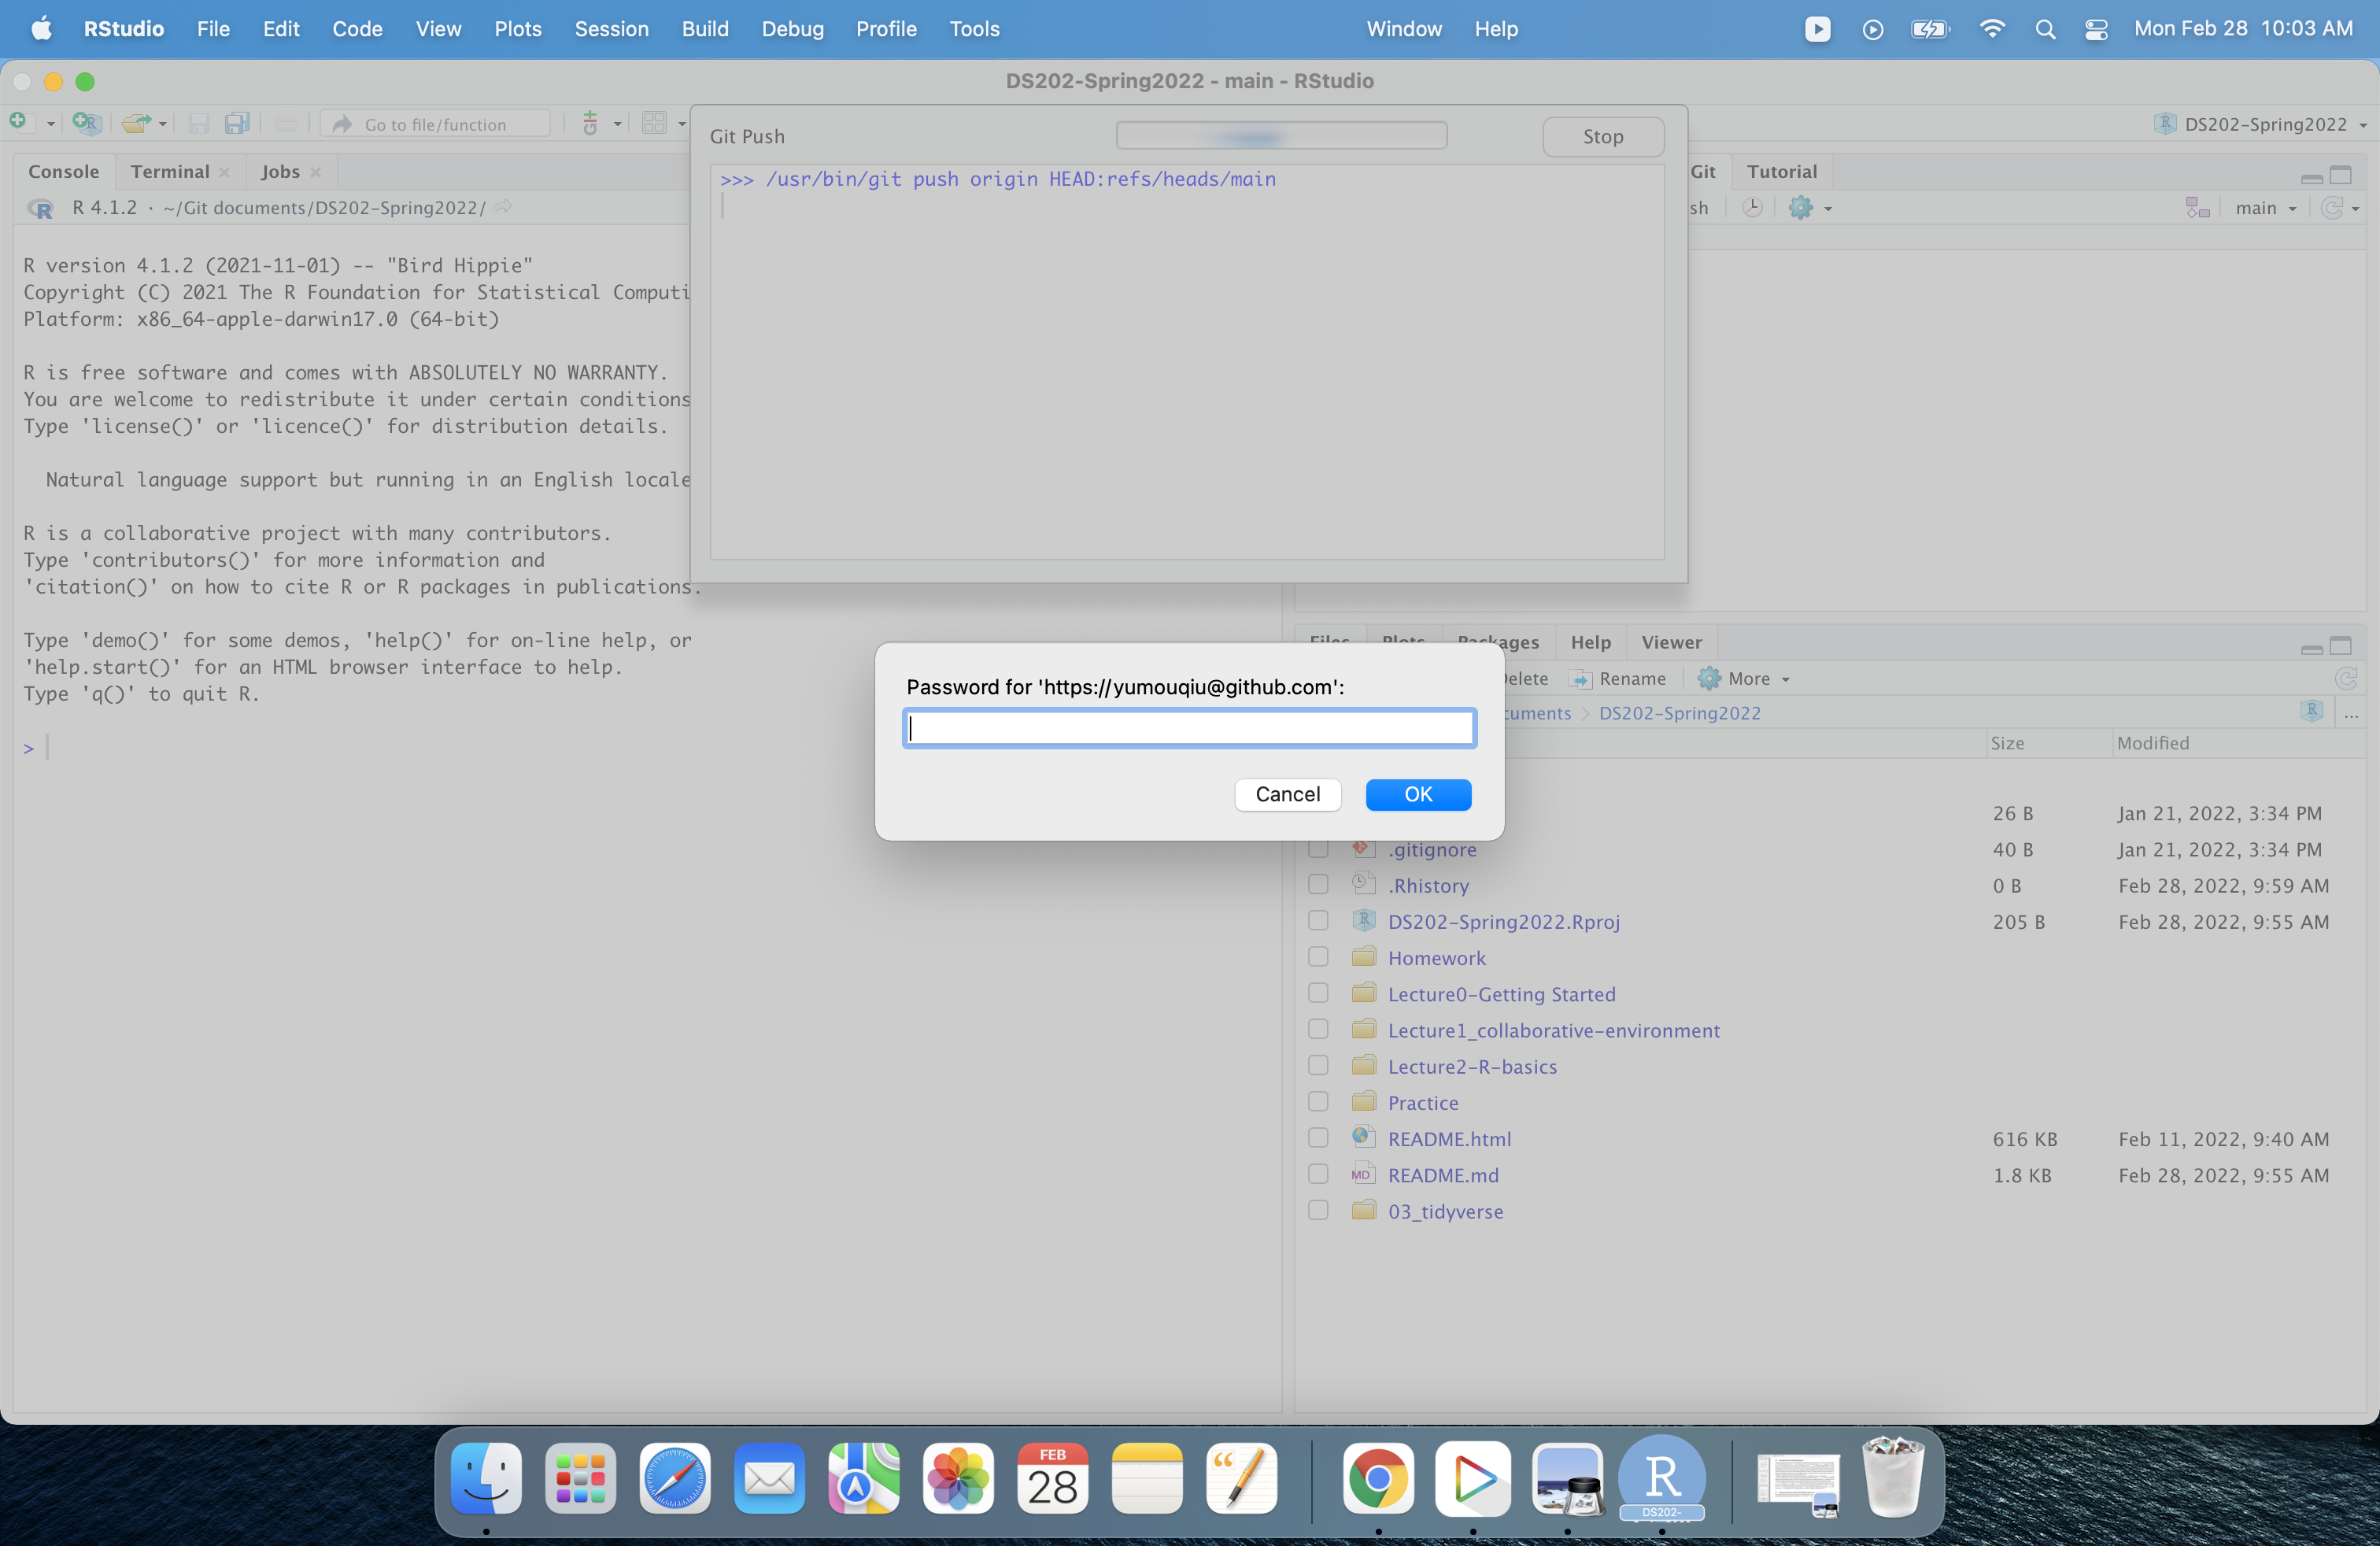 RStudio File Edit Code View Plots Session Build Debug Profile Tools Window Help Mon Feb 28 10:03 AM
DS202-Spring2022 - main - RStudio
Go to file/function
DS202-Spring2022
Git Push
Stop
>>> /usr/bin/git push origin HEAD:refs/heads/main
Console Terminal Jobs
R 4.1.2 · ~/Git documents/DS202-Spring2022/
R version 4.1.2 (2021-11-01) -- "Bird Hippie"
Copyright (C) 2021 The R Foundation for Statistical Computi
Platform: x86_64-apple-darwin17.0 (64-bit)
R is free software and comes with ABSOLUTELY NO WARRANTY.
You are welcome to redistribute it under certain conditions
Type 'license()' or 'licence()' for distribution details.
Natural language support but running in an English locale
R is a collaborative project with many contributors.
Type 'contributors()' for more information and
'citation()' on how to cite R or R packages in publications.
Type 'demo()' for some demos, 'help()' for on-line help, or
'help.start()' for an HTML browser interface to help.
Type 'q()' to quit R.
>
Git Tutorial
sh main
Password for 'https://yumouqiu@github.com':
Cancel OK
Files Plots Packages Help Viewer
Delete Rename More
cuments > DS202-Spring2022 ...
Size Modified
26 B Jan 21, 2022, 3:34 PM
.gitignore 40 B Jan 21, 2022, 3:34 PM
.Rhistory 0 B Feb 28, 2022, 9:59 AM
DS202-Spring2022.Rproj 205 B Feb 28, 2022, 9:55 AM
Homework
Lecture0-Getting Started
Lecture1_collaborative-environment
Lecture2-R-basics
Practice
README.html 616 KB Feb 11, 2022, 9:40 AM
MD README.md 1.8 KB Feb 28, 2022, 9:55 AM
03_tidyverse
FEB
28
R
DS202-